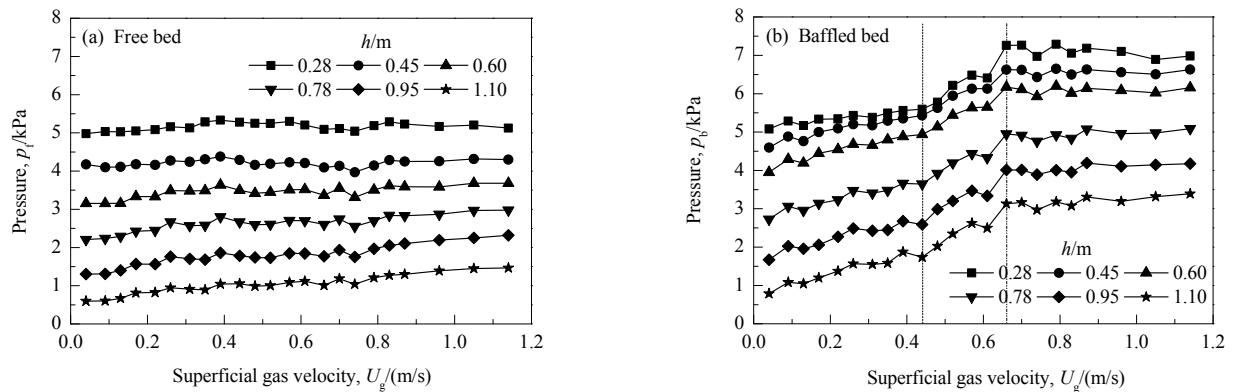 (a) Free bed
h/m
0.28 0.45 0.60
0.78 0.95 1.10
8
7
6
5
4
3
2
1
0
Pressure, pf/kPa
0.0 0.2 0.4 0.6 0.8 1.0 1.2
Superficial gas velocity, Ug/(m/s)
(b) Baffled bed
8
7
6
5
4
3
2
1
0
Pressure, pb/kPa
h/m
0.28 0.45 0.60
0.78 0.95 1.10
0.0 0.2 0.4 0.6 0.8 1.0 1.2
Superficial gas velocity, Ug/(m/s)